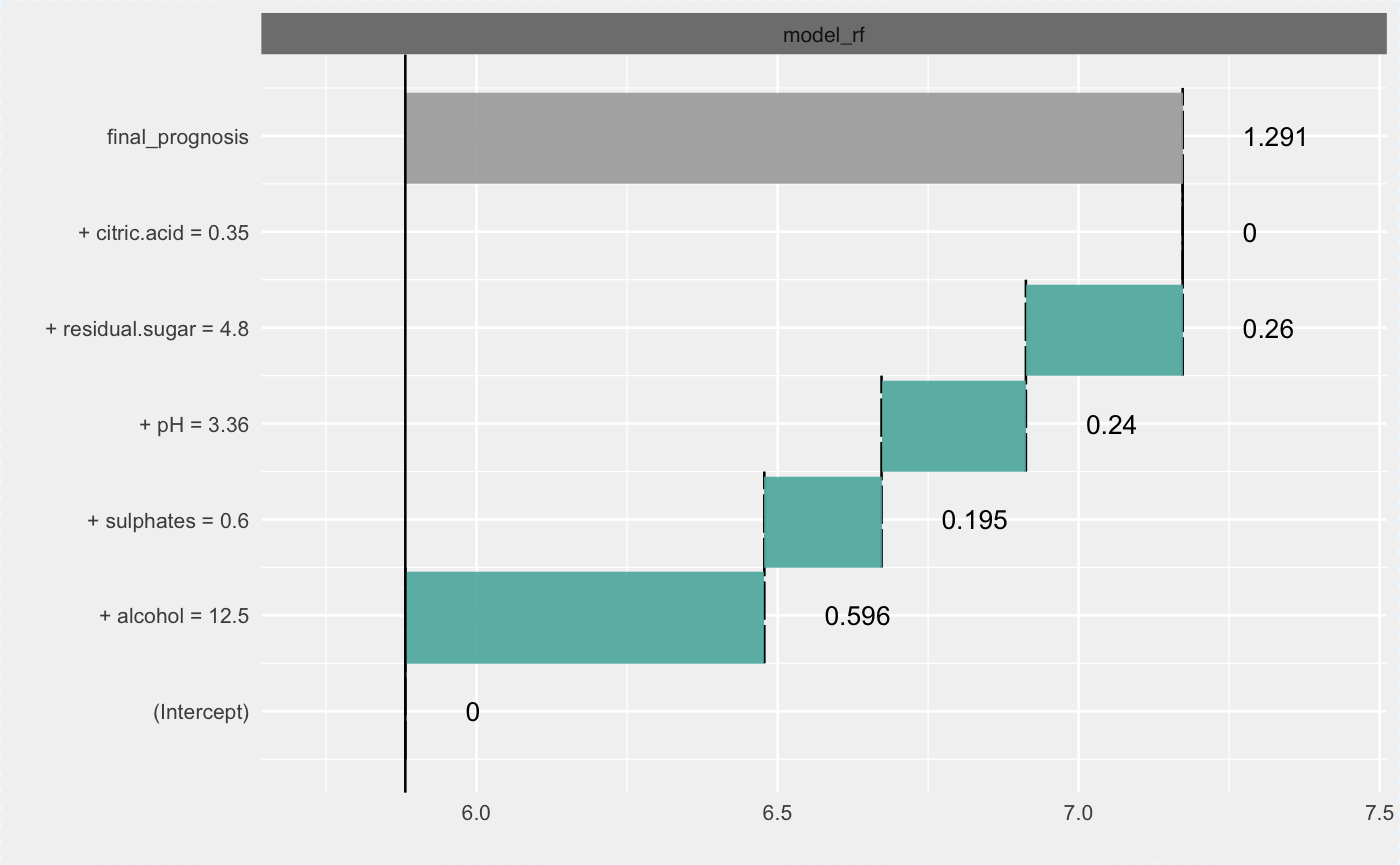 model_rf
final_prognosis
1.291
+ citric.acid = 0.35
0
+ residual.sugar = 4.8
0.26
+ pH = 3.36
0.24
+ sulphates = 0.6
0.195
+ alcohol = 12.5
0.596
(Intercept)
0
6.0
6.5
7.0
7.5